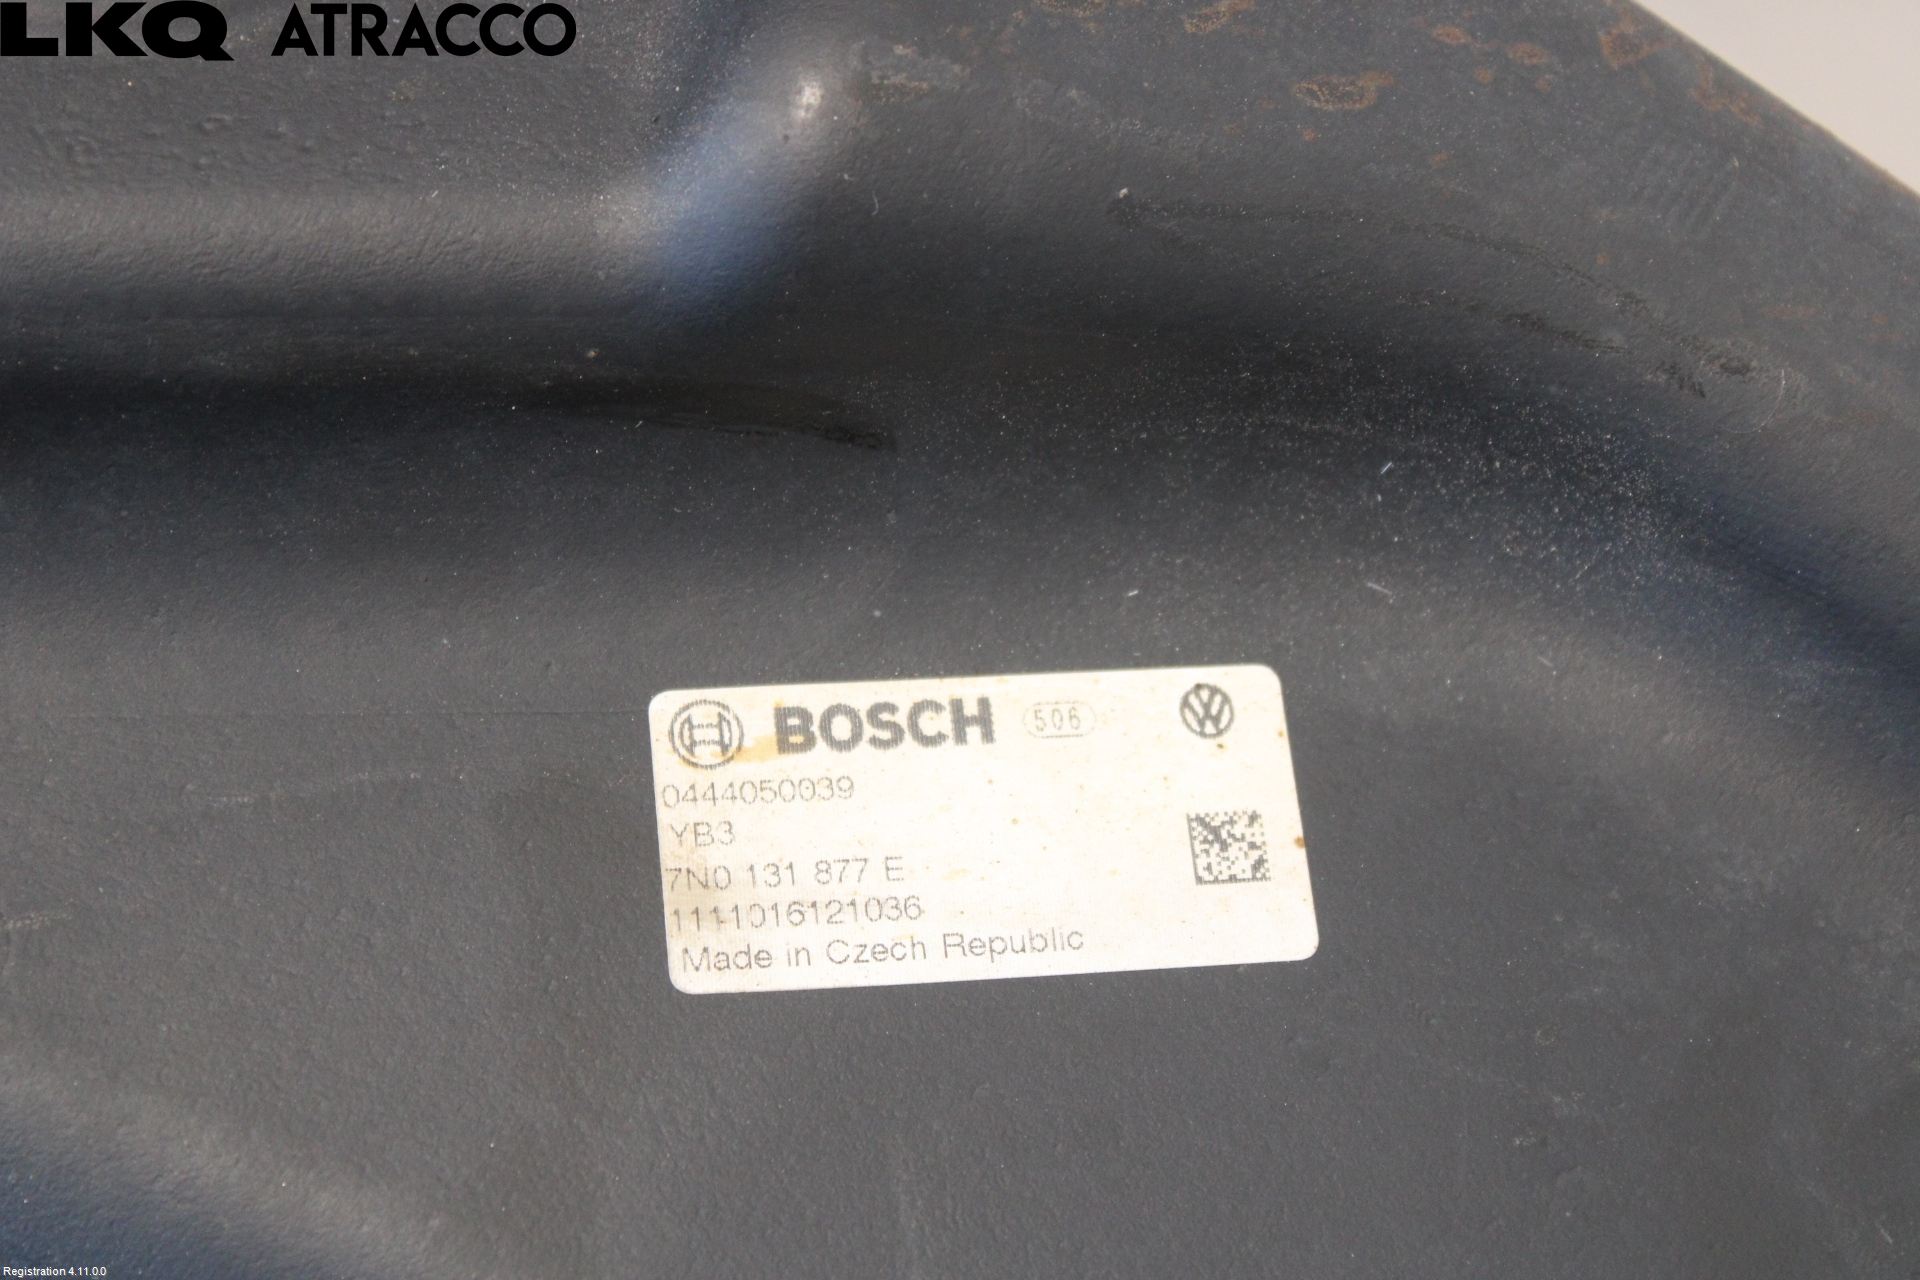 LKQ ATRACCO
BOSCH 506
0444050039
YB3
7N0 131 877 E
1111016121036
Made in Czech Republic
Registration 4.11.0.0